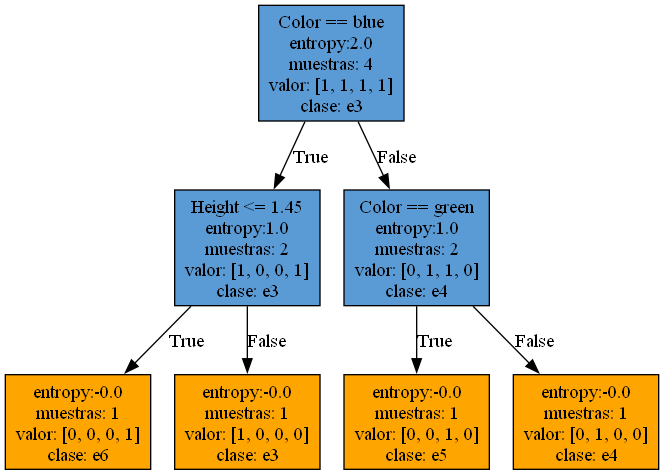 Color == blue
entropy:2.0
muestras: 4
valor: [1, 1, 1, 1]
clase: e3
True
False
Height <= 1.45
entropy:1.0
muestras: 2
valor: [1, 0, 0, 1]
clase: e3
Color == green
entropy:1.0
muestras: 2
valor: [0, 1, 1, 0]
clase: e4
True
False
True
False
entropy:-0.0
muestras: 1
valor: [0, 0, 0, 1]
clase: e6
entropy:-0.0
muestras: 1
valor: [1, 0, 0, 0]
clase: e3
entropy:-0.0
muestras: 1
valor: [0, 0, 1, 0]
clase: e5
entropy:-0.0
muestras: 1
valor: [0, 1, 0, 0]
clase: e4